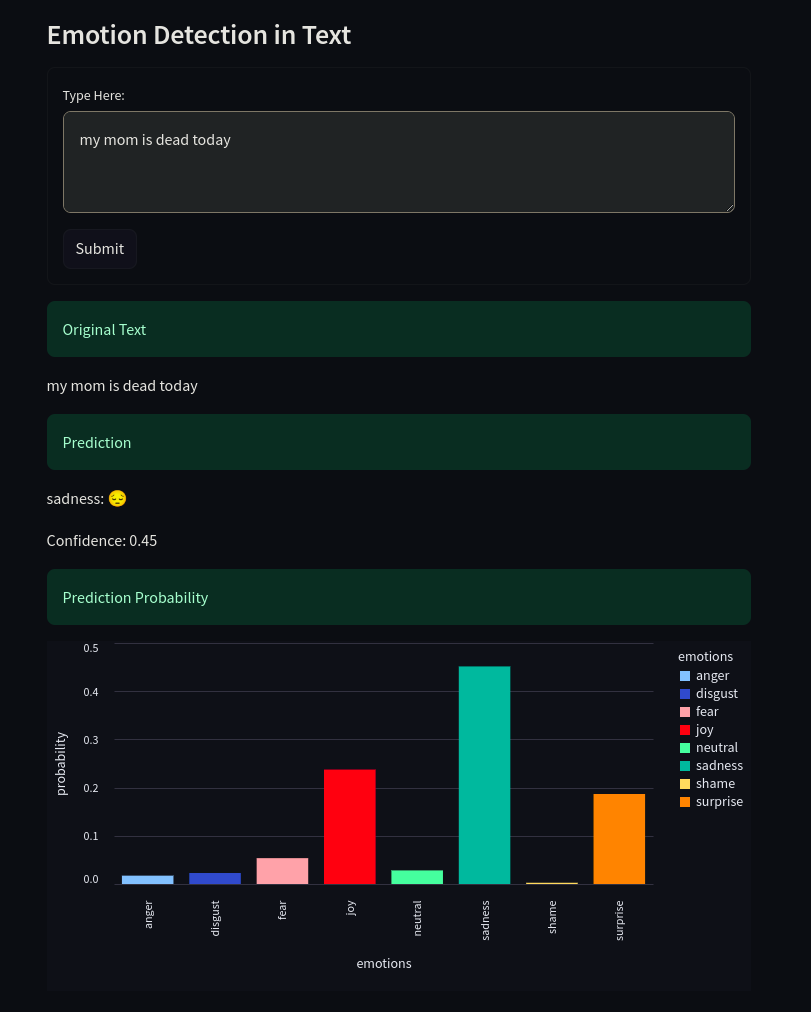 Emotion Detection in Text
Type Here:
my mom is dead today
Submit
Original Text
my mom is dead today
Prediction
sadness: 😔
Confidence: 0.45
Prediction Probability
0.5
0.4
0.3
0.2
0.1
0.0
probability
anger
disgust
fear
joy
neutral
sadness
shame
surprise
emotions
emotions
anger
disgust
fear
joy
neutral
sadness
shame
surprise